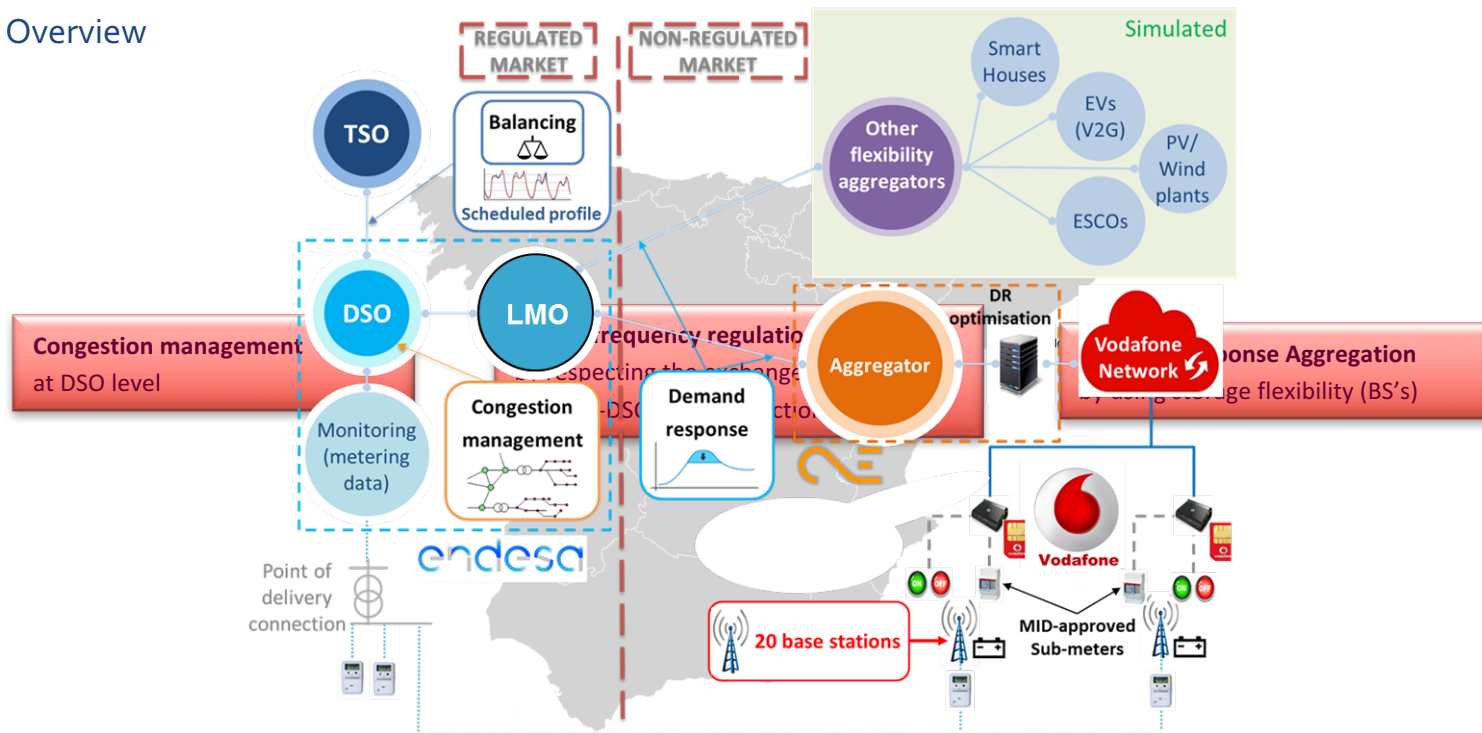 Overview
REGULATED
MARKET
NON-REGULATED
MARKET
Simulated
TSO
Balancing
Scheduled profile
Other
flexibility
aggregators
Smart
Houses
EVs
(V2G)
PV/
Wind
plants
ESCOs
DSO
LMO
DR
optimisation
Congestion management
at DSO level
frequency regulatio
by respecting the exchange
-DSO
ctio
Aggregator
Vodafone
Network
ponse Aggregation
by using storage flexibility (BS's)
Monitoring
(metering
data)
Congestion
management
Demand
response
endesa
Vodafone
Point of
delivery
connection
ON
OFF
ON
OFF
20 base stations
MID-approved
Sub-meters